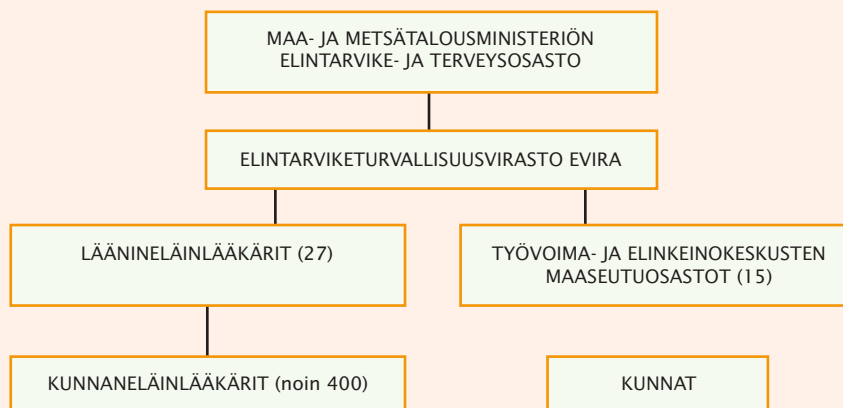 MAA- JA METSÄTALOUSMINISTERIÖN
ELINTARVIKE- JA TERVEYSOSASTO
ELINTARVIKETURVALLISUUSVIRASTO EVIRA
LÄÄNINELÄINLÄÄKÄRIT (27)
TYÖVOIMA- JA ELINKEINOKESKUSTEN
MAASEUTUOSASTOT (15)
KUNNANELÄINLÄÄKÄRIT (noin 400)
KUNNAT